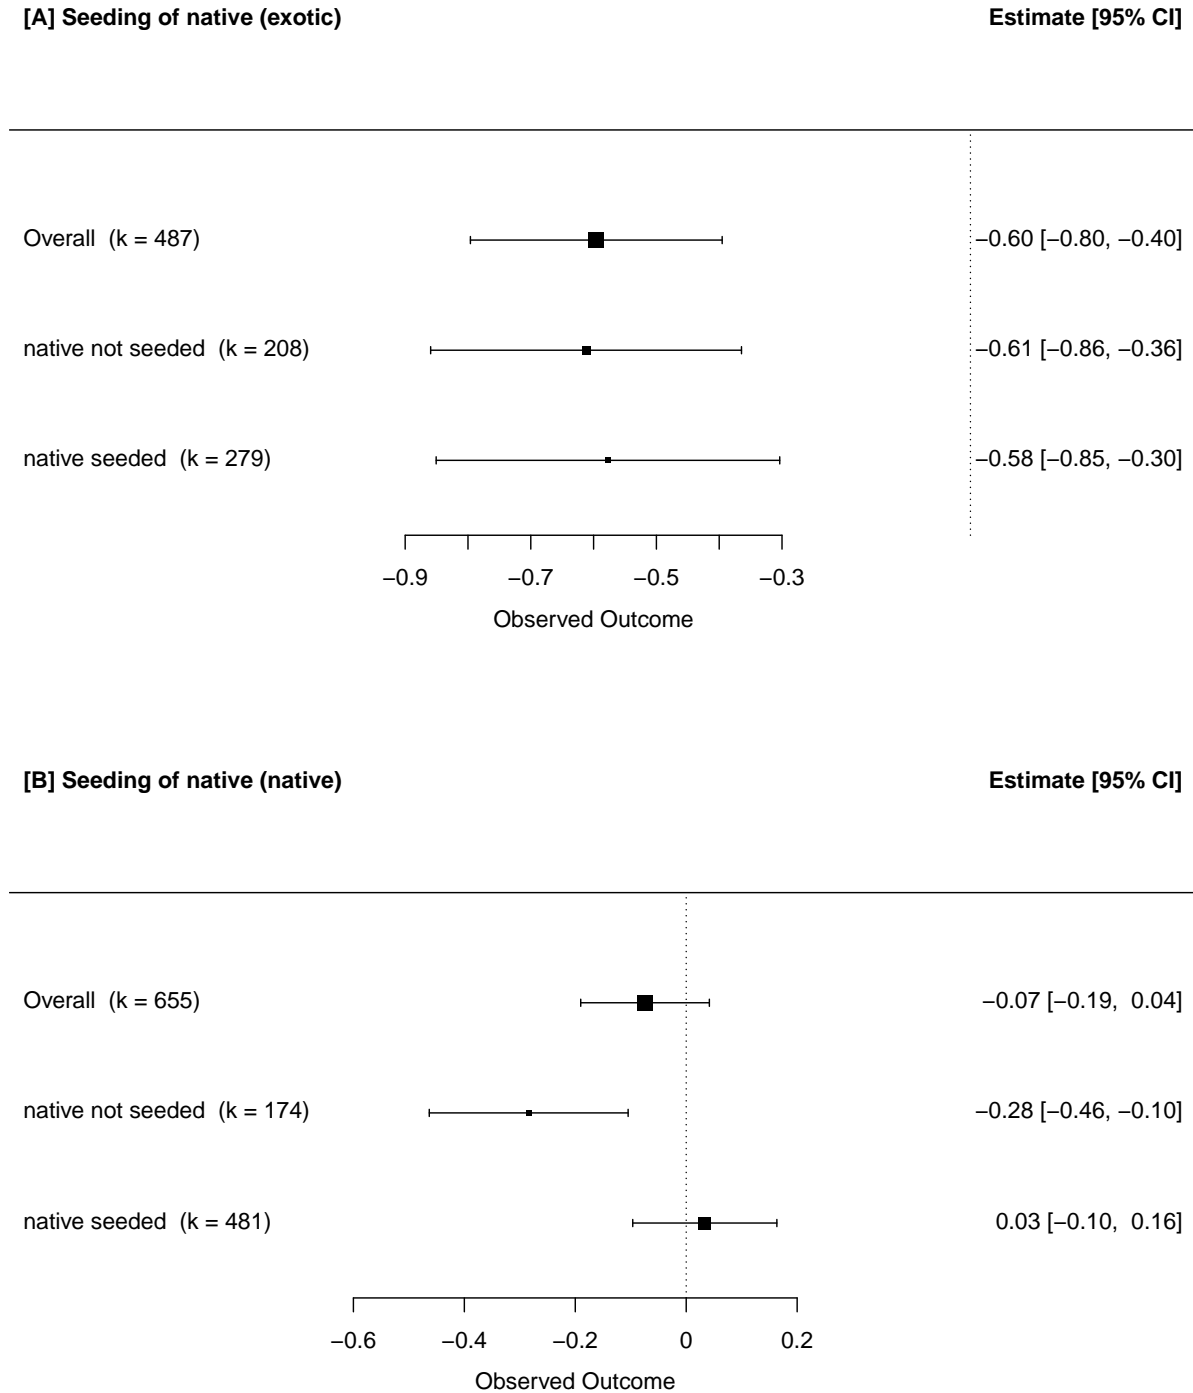 [A] Seeding of native (exotic) Estimate [95% CI]
Overall (k = 487) −0.60 [−0.80, −0.40]
native not seeded (k = 208) −0.61 [−0.86, −0.36]
native seeded (k = 279) −0.58 [−0.85, −0.30]
−0.9 −0.7 −0.5 −0.3
Observed Outcome
[B] Seeding of native (native) Estimate [95% CI]
Overall (k = 655) −0.07 [−0.19, 0.04]
native not seeded (k = 174) −0.28 [−0.46, −0.10]
native seeded (k = 481) 0.03 [−0.10, 0.16]
−0.6 −0.4 −0.2 0 0.2
Observed Outcome